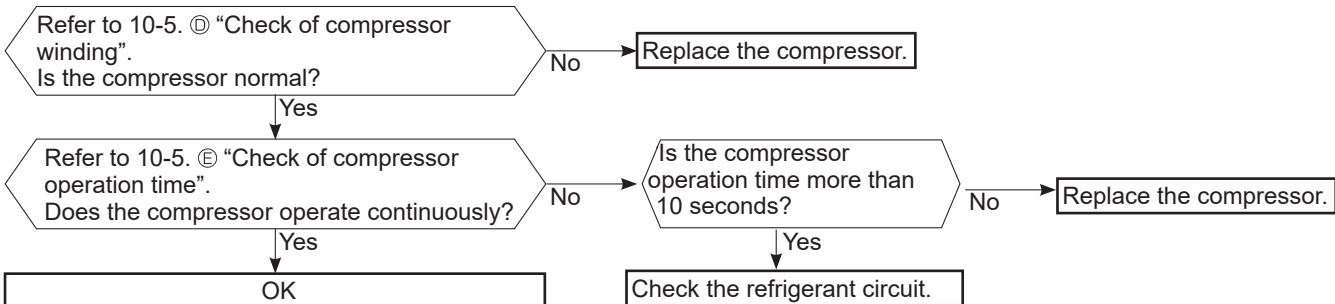 Refer to 10-5. Ⓓ “Check of compressor
winding”.
Is the compressor normal?
No
Replace the compressor.
Yes
Refer to 10-5. Ⓔ “Check of compressor
operation time”.
Does the compressor operate continuously?
No
Is the compressor
operation time more than
10 seconds?
No
Replace the compressor.
Yes
Yes
OK
Check the refrigerant circuit.